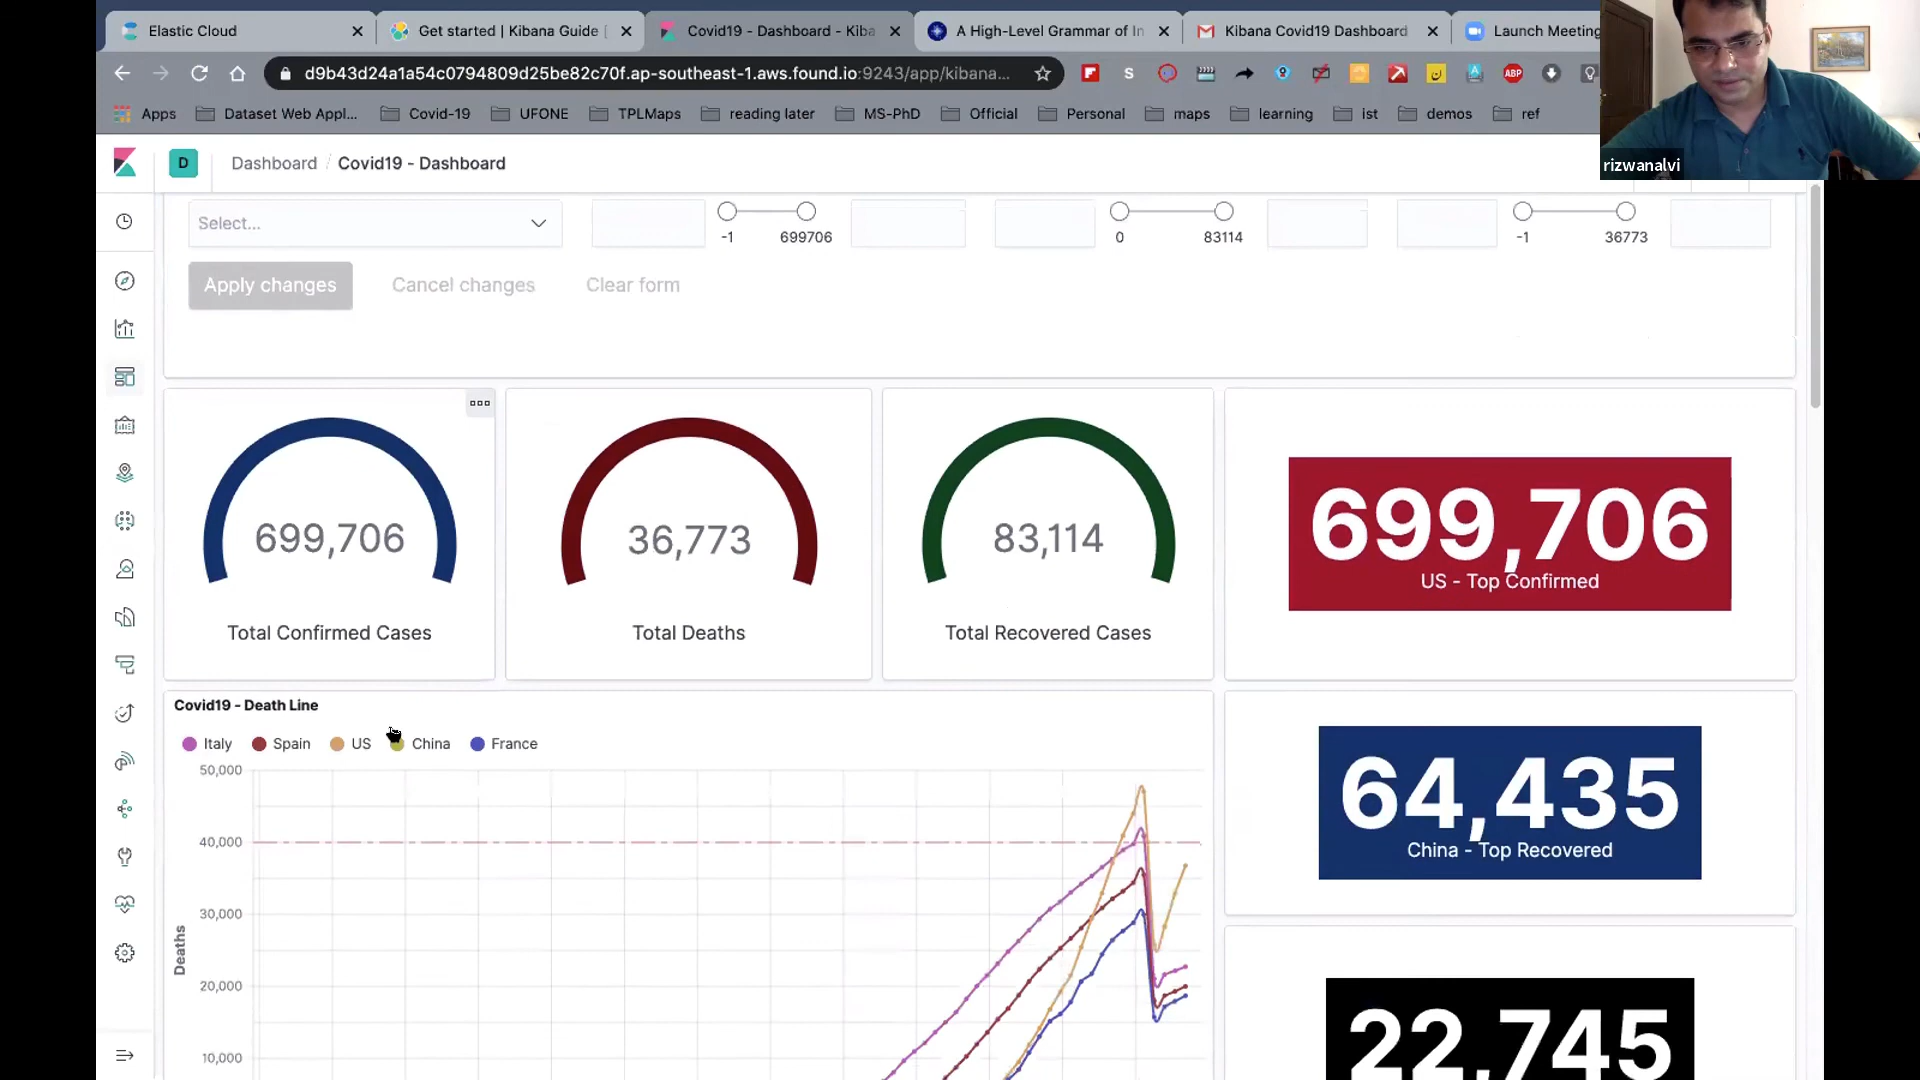 Elastic Cloud
Get started | Kibana Guide [
Covid19 - Dashboard - Kiba
A High-Level Grammar of In
Kibana Covid19 Dashboard
Launch Meeting
d9b43d24a1a54c0794809d25be82c70f.ap-southeast-1.aws.found.io:9243/app/kibana...
S
ABP
Apps
Dataset Web Appl...
Covid-19
UFONE
TPLMaps
reading later
MS-PhD
Official
Personal
maps
learning
ist
demos
ref
rizwanalvi
D
Dashboard / Covid19 - Dashboard
Select...
-1
699706
0
83114
-1
36773
Apply changes
Cancel changes
Clear form
699,706
Total Confirmed Cases
36,773
Total Deaths
83,114
Total Recovered Cases
699,706
US - Top Confirmed
Covid19 - Death Line
Italy
Spain
US
China
France
50,000
40,000
30,000
20,000
10,000
Deaths
64,435
China - Top Recovered
22,745